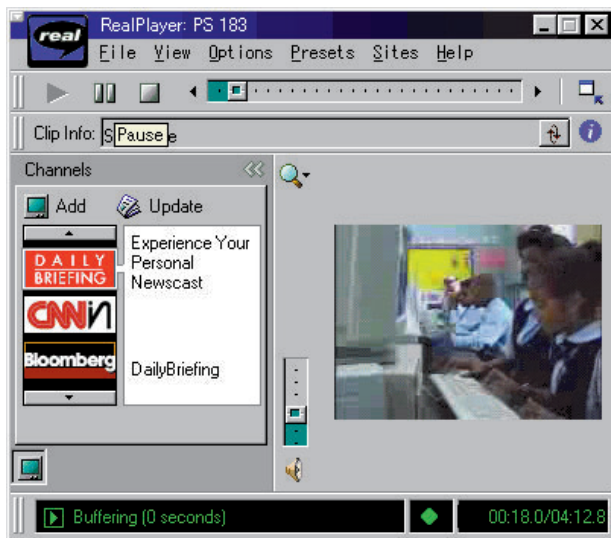 real
RealPlayer: PS 183
File View Options Presets Sites Help
Clip Info: S Pause e
Channels
Add Update
DAILY
BRIEFING
Experience Your
Personal
Newscast
CNNin
Bloomberg
DailyBriefing
Buffering (0 seconds)
00:18.0/04:12.8